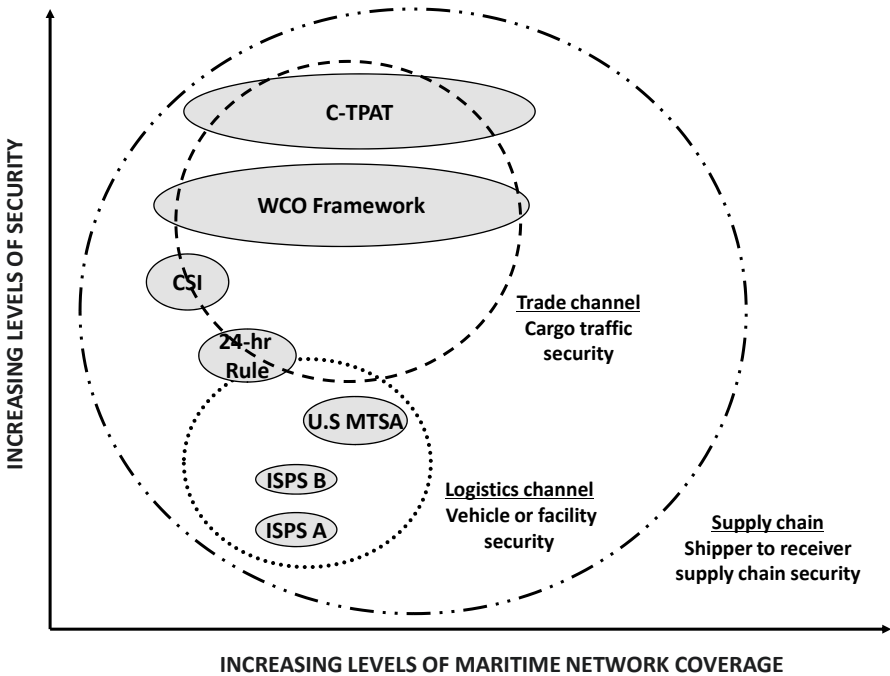 INCREASING LEVELS OF SECURITY
C-TPAT
WCO Framework
CSI
24-hr
Rule
Trade channel
Cargo traffic
security
U.S MTSA
ISPS B
ISPS A
Logistics channel
Vehicle or facility
security
Supply chain
Shipper to receiver
supply chain security
INCREASING LEVELS OF MARITIME NETWORK COVERAGE